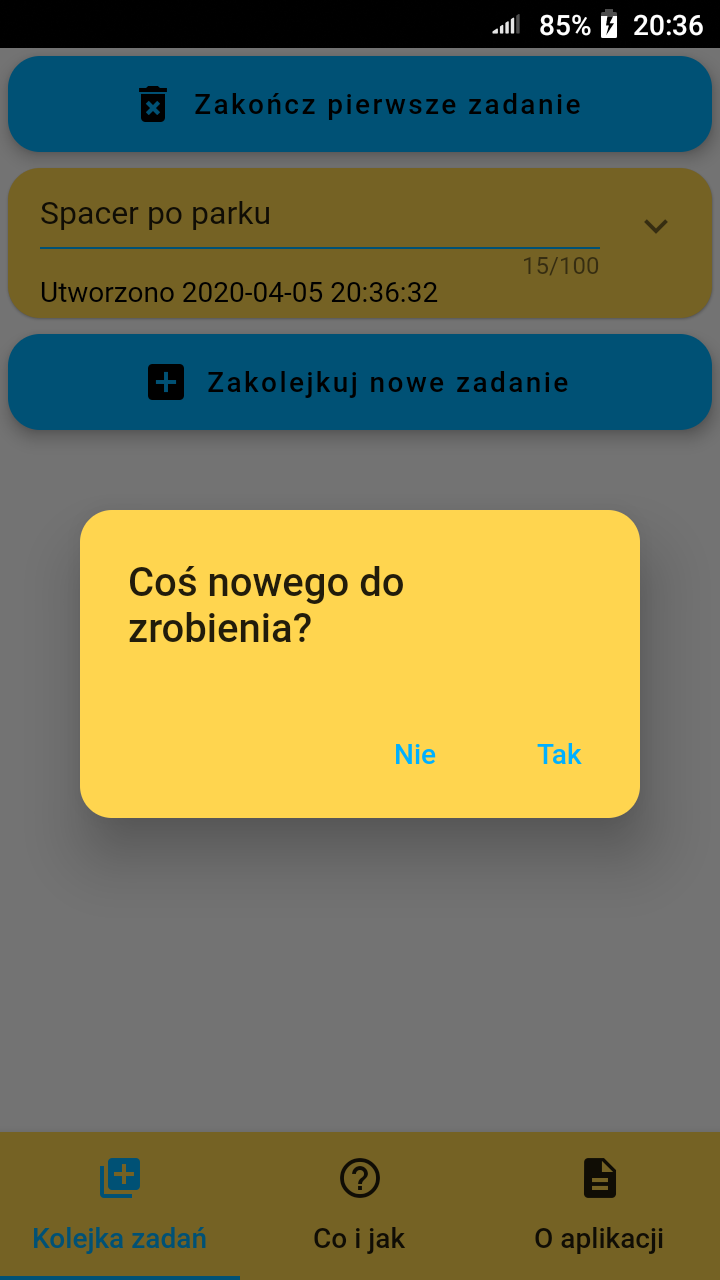 85% 20:36
Zakończ pierwsze zadanie
Spacer po parku
15/100
Utworzono 2020-04-05 20:36:32
Zakolejkuj nowe zadanie
Coś nowego do
zrobienia?
Nie Tak
Kolejka zadań Co i jak O aplikacji